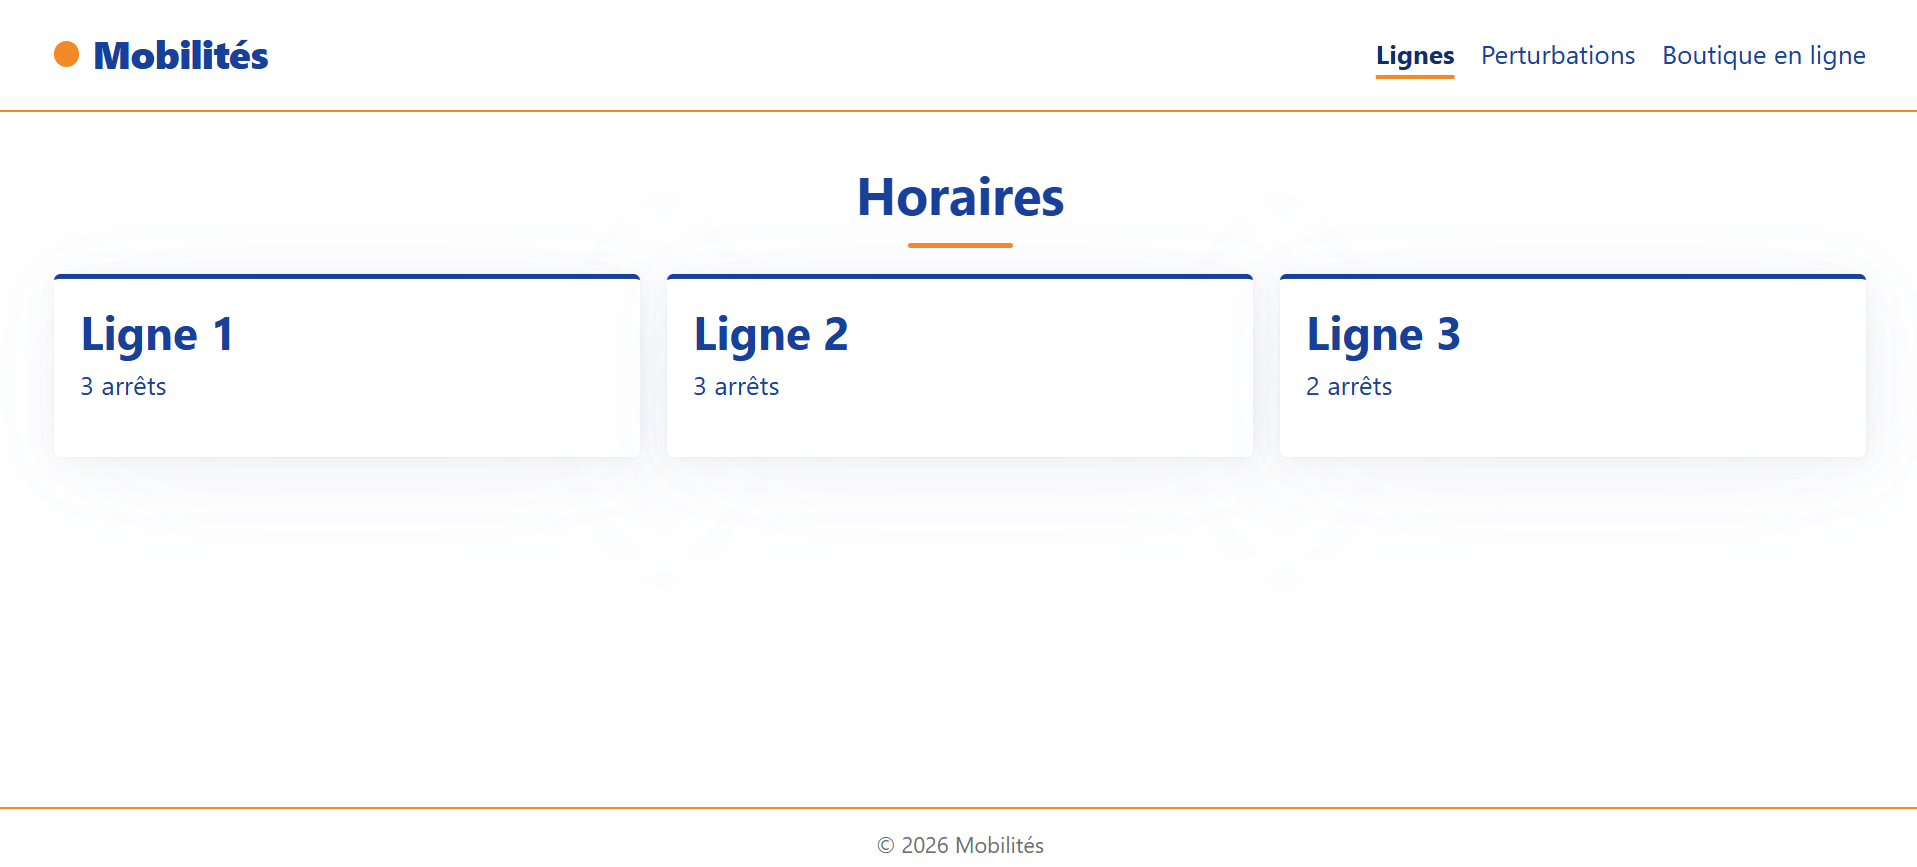 Mobilités
Lignes Perturbations Boutique en ligne
Horaires
Ligne 1
3 arrêts
Ligne 2
3 arrêts
Ligne 3
2 arrêts
© 2026 Mobilités